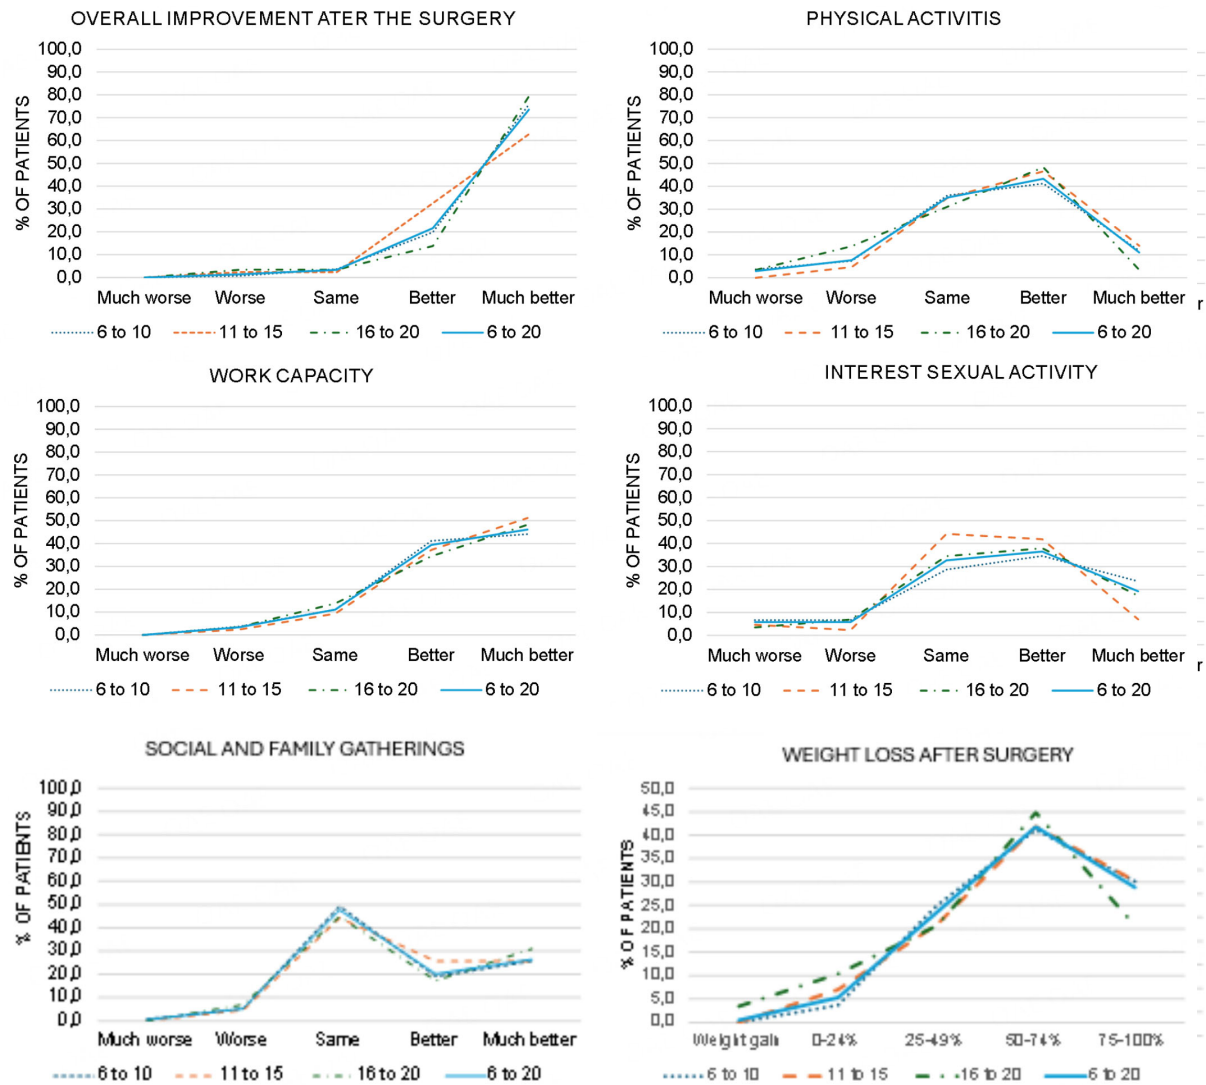 OVERALL IMPROVEMENT ATER THE SURGERY
% OF PATIENTS
100,0
90,0
80,0
70,0
60,0
50,0
40,0
30,0
20,0
10,0
0,0
Much worse Worse Same Better Much better
6 to 10 11 to 15 16 to 20 6 to 20
PHYSICAL ACTIVITIS
% OF PATIENTS
100,0
90,0
80,0
70,0
60,0
50,0
40,0
30,0
20,0
10,0
0,0
Much worse Worse Same Better Much better
r
6 to 10 11 to 15 16 to 20 6 to 20
WORK CAPACITY
% OF PATIENTS
100,0
90,0
80,0
70,0
60,0
50,0
40,0
30,0
20,0
10,0
0,0
Much worse Worse Same Better Much better
6 to 10 11 to 15 16 to 20 6 to 20
INTEREST SEXUAL ACTIVITY
% OF PATIENTS
100,0
90,0
80,0
70,0
60,0
50,0
40,0
30,0
20,0
10,0
0,0
Much worse Worse Same Better Much better
r
6 to 10 11 to 15 16 to 20 6 to 20
SOCIAL AND FAMILY GATHERINGS
% OF PATIENTS
100,0
90,0
80,0
70,0
60,0
50,0
40,0
30,0
20,0
10,0
0,0
Much worse Worse Same Better Much better
6 to 10 11 to 15 16 to 20 6 to 20
WEIGHT LOSS AFTER SURGERY
% OF PATIENTS
50,0
45,0
40,0
35,0
30,0
25,0
20,0
15,0
10,0
5,0
0,0
Weight gain 0-24% 25-49% 50-74% 75-100%
6 to 10 11 to 15 16 to 20 6 to 20